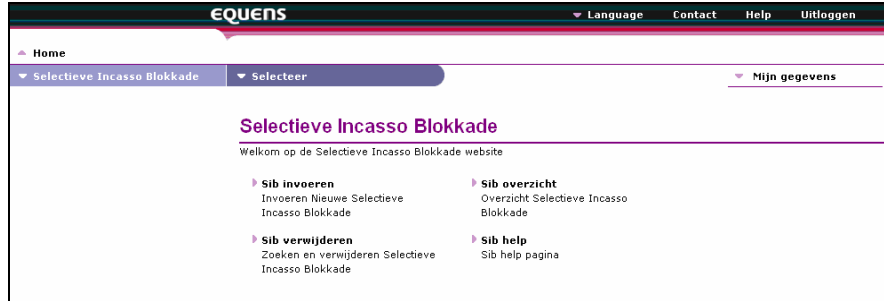 EQUENS
Language Contact Help Uitloggen
Home
Selectieve Incasso Blokkade Selecteer Mijn gegevens
Selectieve Incasso Blokkade
Welkom op de Selectieve Incasso Blokkade website
Sib invoeren
Invoeren Nieuwe Selectieve
Incasso Blokkade
Sib overzicht
Overzicht Selectieve Incasso
Blokkade
Sib verwijderen
Zoeken en verwijderen Selectieve
Incasso Blokkade
Sib help
Sib help pagina